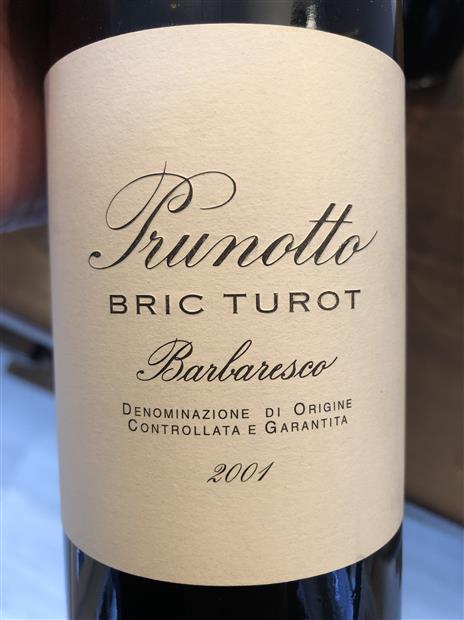 Prunotto
BRIC TUROT
Barbaresco
DENOMINAZIONE DI ORIGINE
CONTROLLATA E GARANTITA
2001